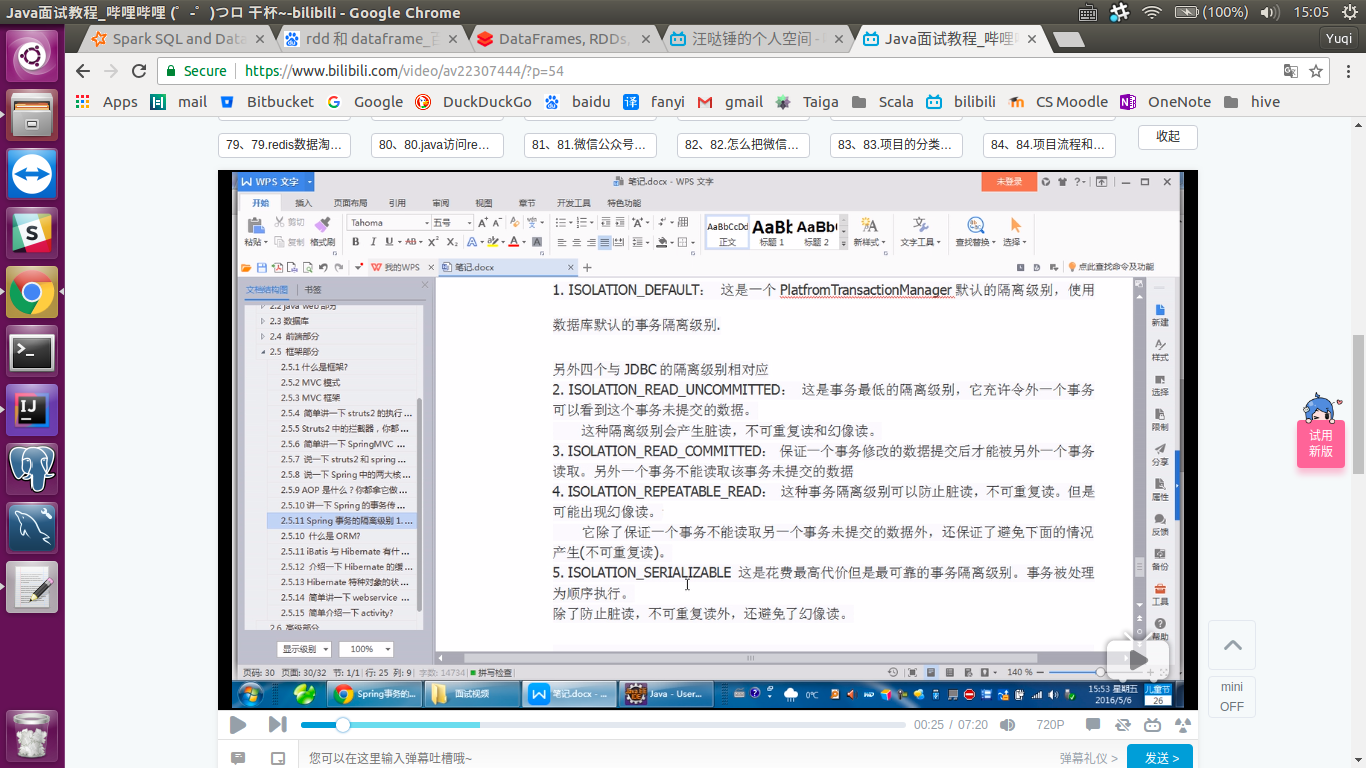 Java面试教程_哔哩哔哩 (゜-゜)つロ 干杯~-bilibili - Google Chrome
(100%)
15:05
Spark SQL and Data
rdd 和 dataframe_百
DataFrames, RDDs,
汪哒锤的个人空间 -
Java面试教程_哔哩
Yuqi
Secure
https://www.bilibili.com/video/av22307444/?p=54
Apps
mail
Bitbucket
Google
DuckDuckGo
baidu
fanyi
gmail
Taiga
Scala
bilibili
CS Moodle
OneNote
hive
79、79.redis数据淘...
80、80.java访问re...
81、81.微信公众号...
82、82.怎么把微信...
83、83.项目的分类...
84、84.项目流程和...
收起
WPS 文字
笔记.docx - WPS 文字
未登录
开始
插入
页面布局
引用
审阅
视图
章节
开发工具
特色功能
粘贴
剪切
复制
格式刷
Tahoma
五号
AaBbCcDd
正文
AaBb
标题 1
AaBb(
标题 2
新样式
文字工具
查找替换
选择
我的WPS
笔记.docx
点此查找命令及功能
文档结构图
书签
2.2 java web 部分
2.3 数据库
2.4 前端部分
2.5 框架部分
2.5.1 什么是框架?
2.5.2 MVC 模式
2.5.3 MVC 框架
2.5.4 简单讲一下 struts2 的执行 ...
2.5.5 Struts2 中的拦截器，你都...
2.5.6 简单讲一下 SpringMVC ...
2.5.7 说一下 struts2 和 spring ...
2.5.8 说一下 Spring 中的两大核...
2.5.9 AOP 是什么？你都拿它做 ...
2.5.10 讲一下 Spring 的事务传 ...
2.5.11 Spring 事务的隔离级别 1. ...
2.5.10 什么是 ORM?
2.5.11 iBatis 与 Hibernate 有什 ...
2.5.12 介绍一下 Hibernate 的缓 ...
2.5.13 Hibernate 特种对象的状 ...
2.5.14 简单讲一下 webservice ...
2.5.15 简单介绍一下 activity?
2.6 高级部分
显示级别
100%
1. ISOLATION_DEFAULT： 这是一个 PlatfromTransactionManager 默认的隔离级别，使用
数据库默认的事务隔离级别.
另外四个与 JDBC 的隔离级别相对应
2. ISOLATION_READ_UNCOMMITTED： 这是事务最低的隔离级别，它充许令外一个事务
可以看到这个事务未提交的数据。
这种隔离级别会产生脏读，不可重复读和幻像读。
3. ISOLATION_READ_COMMITTED： 保证一个事务修改的数据提交后才能被另外一个事务
读取。另外一个事务不能读取该事务未提交的数据
4. ISOLATION_REPEATABLE_READ： 这种事务隔离级别可以防止脏读，不可重复读。但是
可能出现幻像读。
它除了保证一个事务不能读取另一个事务未提交的数据外，还保证了避免下面的情况
产生(不可重复读)。
5. ISOLATION_SERIALIZABLE 这是花费最高代价但是最可靠的事务隔离级别。事务被处理
为顺序执行。
除了防止脏读，不可重复读外，还避免了幻像读。
新建
样式
选择
限制
分享
属性
反馈
备份
工具
帮助
页码: 30 页面: 30/32 节: 1/1 行: 25 列: 9 字数: 14734 拼写检查
140 %
Spring事务的...
面试视频
笔记.docx - ...
Java - User...
0℃
15:53 星期五
2016/5/6
儿童节
26
试用
新版
mini
OFF
00:25 / 07:20
720P
您可以在这里输入弹幕吐槽哦~
弹幕礼仪 >
发送 >